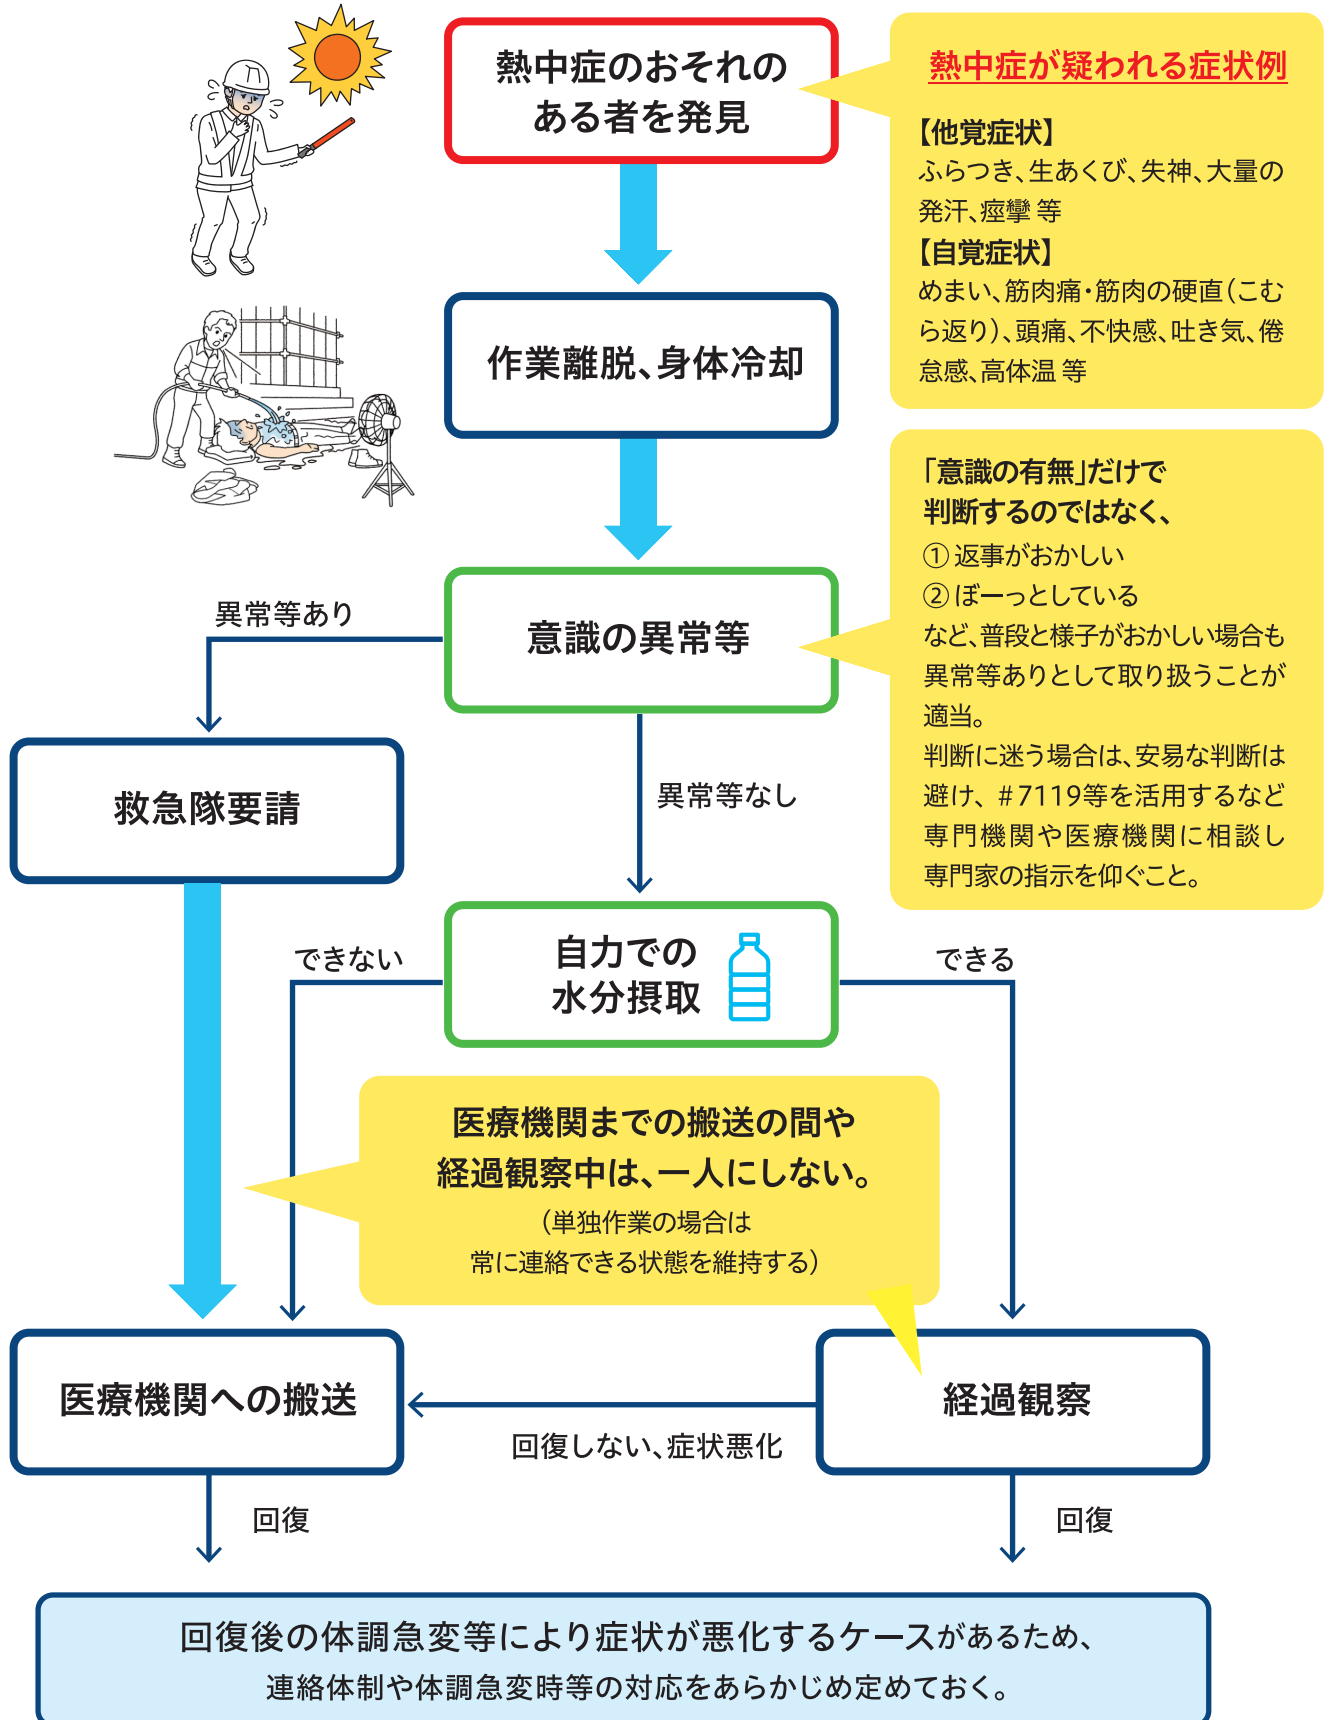 熱中症のおそれの
ある者を発見
熱中症が疑われる症状例
【他覚症状】
ふらつき、生あくび、失神、大量の
発汗、痙攣 等
【自覚症状】
めまい、筋肉痛・筋肉の硬直(こむ
ら返り)、頭痛、不快感、吐き気、倦
怠感、高体温 等
作業離脱、身体冷却
「意識の有無」だけで
判断するのではなく、
① 返事がおかしい
② ぼーっとしている
など、普段と様子がおかしい場合も
異常等ありとして取り扱うことが
適当。
判断に迷う場合は、安易な判断は
避け、#7119等を活用するなど
専門機関や医療機関に相談し
専門家の指示を仰ぐこと。
意識の異常等
異常等あり
救急隊要請
異常等なし
自力での
水分摂取
できない
できる
医療機関までの搬送の間や
経過観察中は、一人にしない。
(単独作業の場合は
常に連絡できる状態を維持する)
医療機関への搬送
経過観察
回復しない、症状悪化
回復
回復
回復後の体調急変等により症状が悪化するケースがあるため、
連絡体制や体調急変時等の対応をあらかじめ定めておく。